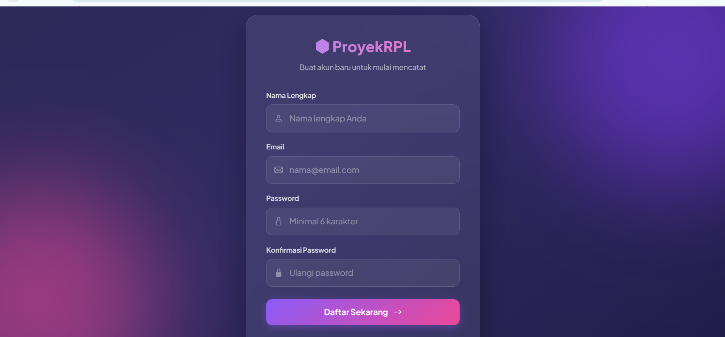 ProyekRPL
Buat akun baru untuk mulai mencatat
Nama Lengkap
Nama lengkap Anda
Email
nama@email.com
Password
Minimal 6 karakter
Konfirmasi Password
Ulangi password
Daftar Sekarang →